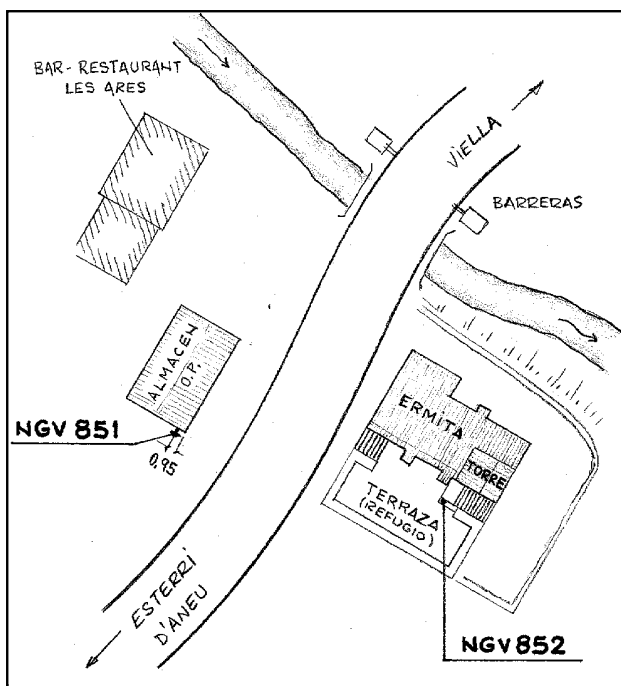 BAR-RESTAURANT
LES ARES
VIELLA
BARRERAS
ALMACEN
O.P.
ERMITA
NGV 851
0,95
TORRE
TERRAZA
(REFUGIO)
ESTERRI
D'ANEU
NGV 852